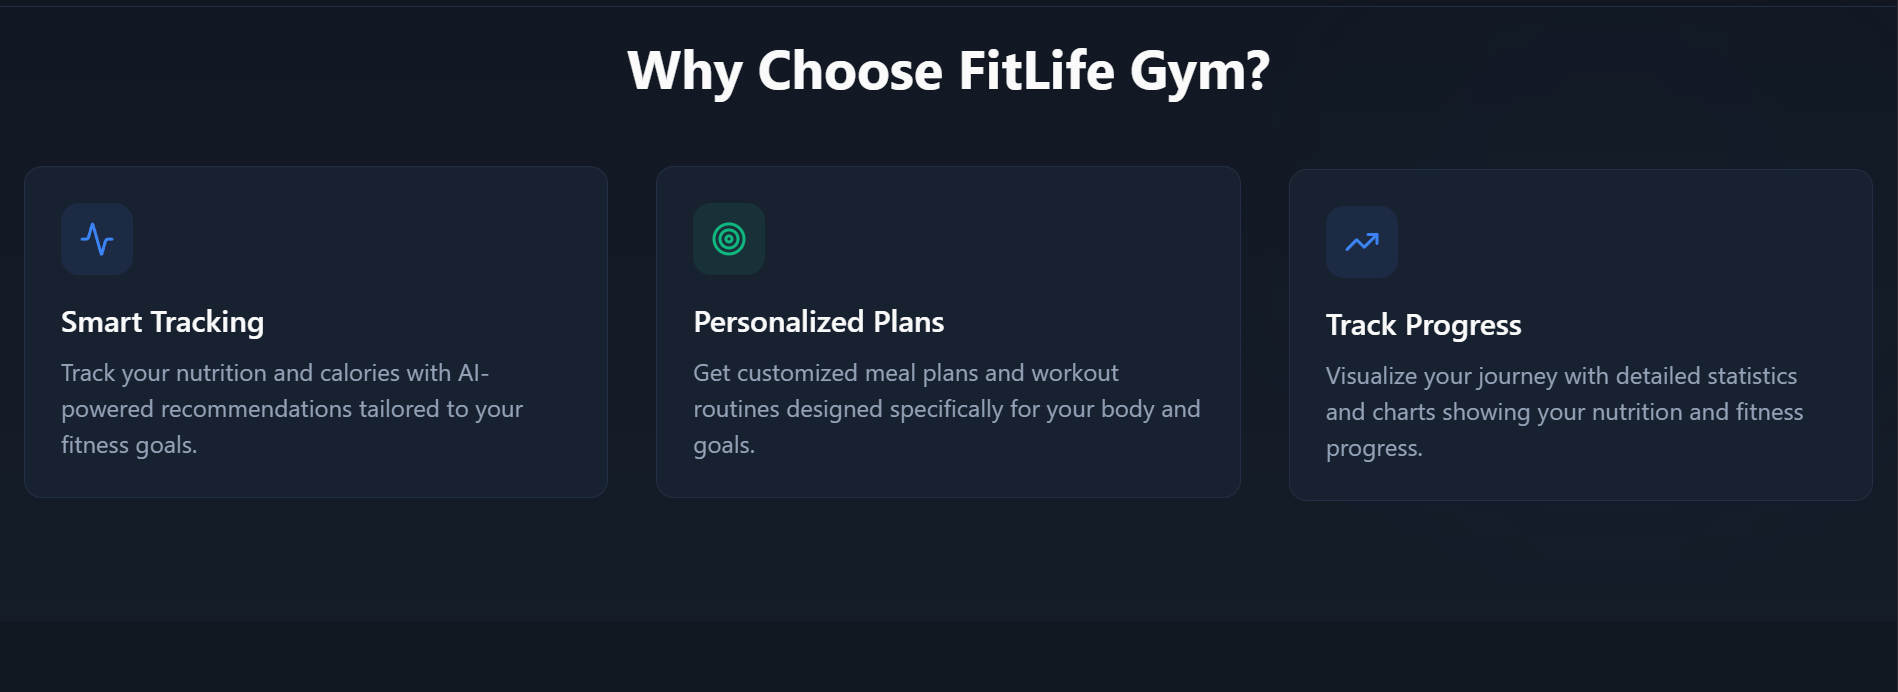 Why Choose FitLife Gym?
Smart Tracking
Track your nutrition and calories with AI-
powered recommendations tailored to your
fitness goals.
Personalized Plans
Get customized meal plans and workout
routines designed specifically for your body and
goals.
Track Progress
Visualize your journey with detailed statistics
and charts showing your nutrition and fitness
progress.